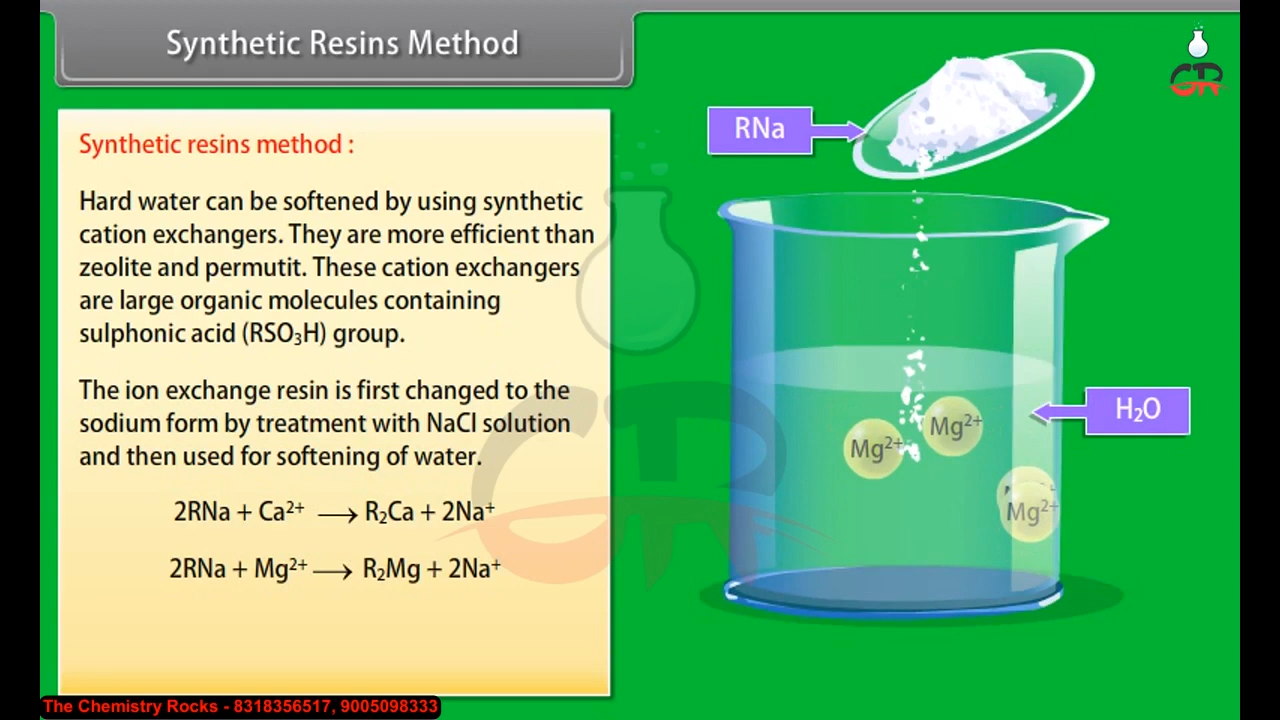 Synthetic Resins Method
Synthetic resins method :
Hard water can be softened by using synthetic
cation exchangers. They are more efficient than
zeolite and permutit. These cation exchangers
are large organic molecules containing
sulphonic acid (RSO₃H) group.
The ion exchange resin is first changed to the
sodium form by treatment with NaCl solution
and then used for softening of water.
2RNa + Ca²⁺ ⟶ R₂Ca + 2Na⁺
2RNa + Mg²⁺ ⟶ R₂Mg + 2Na⁺
RNa
H₂O
Mg²⁺
Mg²⁺
Mg²⁺
The Chemistry Rocks - 8318356517, 9005098333